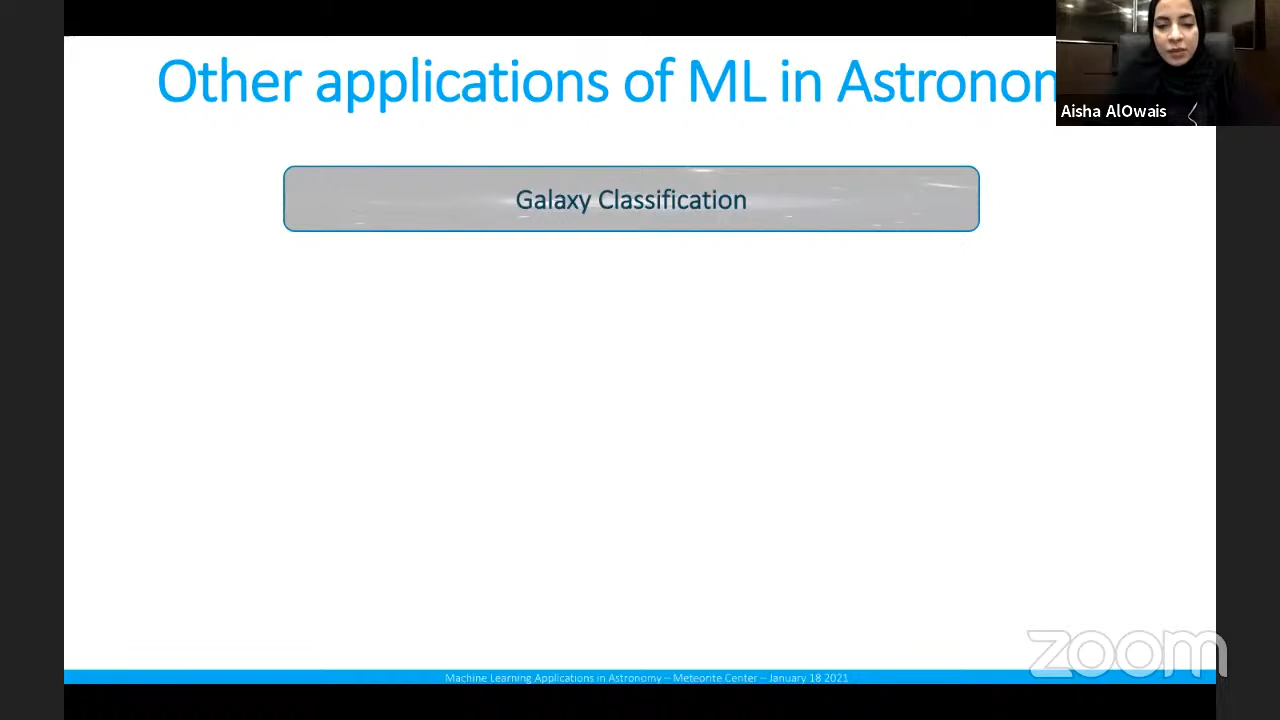 Other applications of ML in Astronom
Aisha AlOwais
Galaxy Classification
zoom
Machine Learning Applications in Astronomy – Meteorite Center – January 18 2021